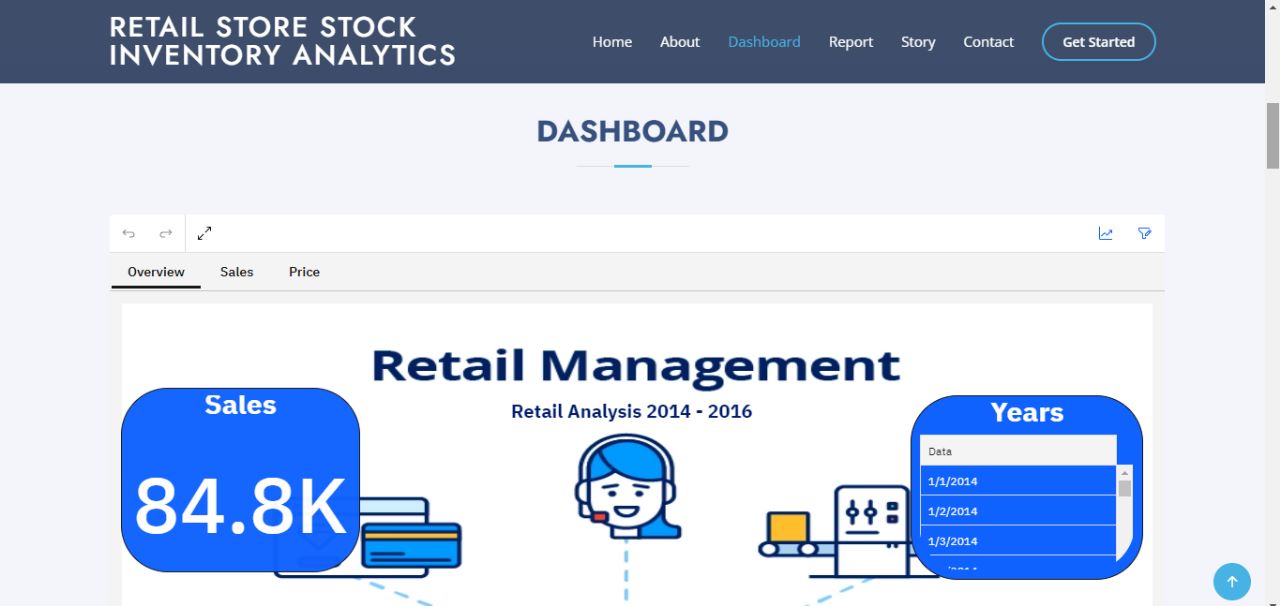 RETAIL STORE STOCK
INVENTORY ANALYTICS
Home About Dashboard Report Story Contact Get Started
DASHBOARD
Overview Sales Price
Retail Management
Retail Analysis 2014 - 2016
Sales
84.8K
Years
Data
1/1/2014
1/2/2014
1/3/2014